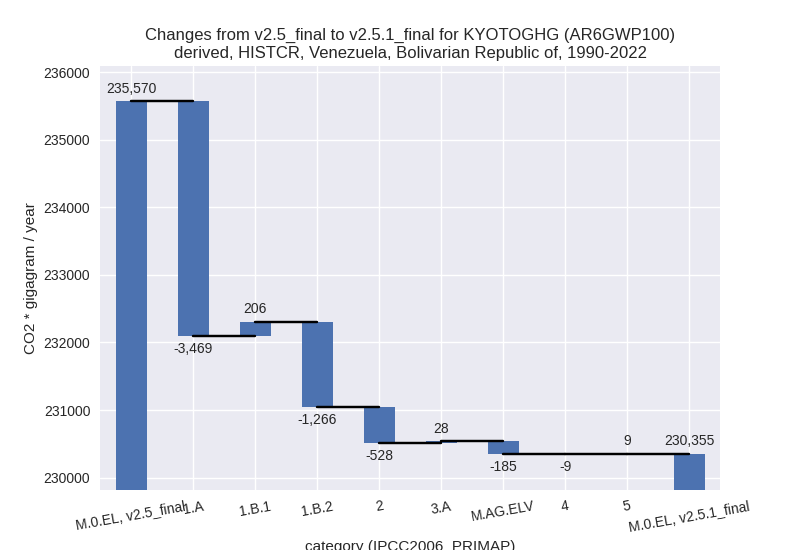 Changes from v2.5_final to v2.5.1_final for KYOTOGHG (AR6GWP100)
derived, HISTCR, Venezuela, Bolivarian Republic of, 1990-2022
236000
235000
234000
233000
232000
231000
230000
CO2 * gigagram / year
235,570
-3,469
206
-1,266
-528
28
-185
-9
9
230,355
M.0.EL, v2.5_final
1.A
1.B.1
1.B.2
2
3.A
M.AG.ELV
4
5
M.0.EL, v2.5.1_final
category (IPCC2006_PRIMAP)